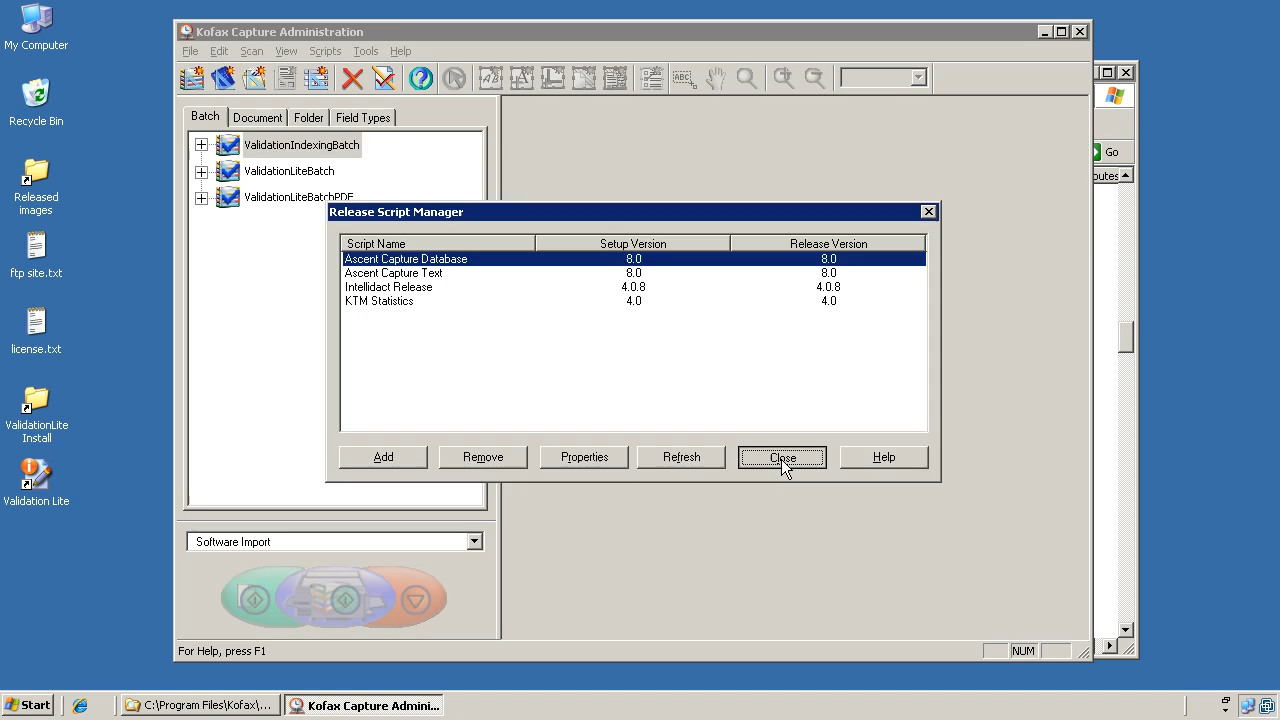 My Computer
Recycle Bin
Released
images
ftp site.txt
license.txt
ValidationLite
Install
Validation Lite
Kofax Capture Administration
File Edit Scan View Scripts Tools Help
Go
Batch Document Folder Field Types
ValidationIndexingBatch
ValidationLiteBatch
ValidationLiteBatchPDF
Release Script Manager
Script Name Setup Version Release Version
Ascent Capture Database 8.0 8.0
Ascent Capture Text 8.0 8.0
Intellidact Release 4.0.8 4.0.8
KTM Statistics 4.0 4.0
Add Remove Properties Refresh Close Help
Software Import
For Help, press F1
NUM
Start
C:\Program Files\Kofax\...
Kofax Capture Admini...